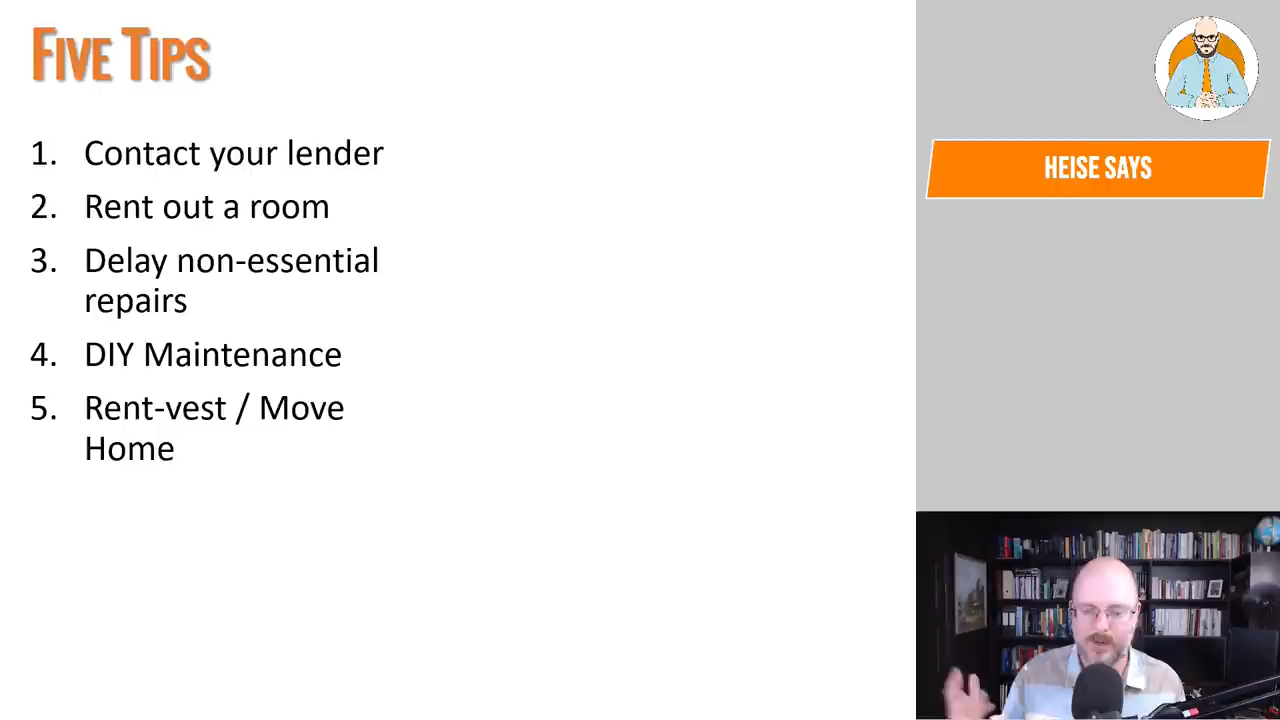 FIVE TIPS
1. Contact your lender
2. Rent out a room
3. Delay non-essential
repairs
4. DIY Maintenance
5. Rent-vest / Move
Home
HEISE SAYS